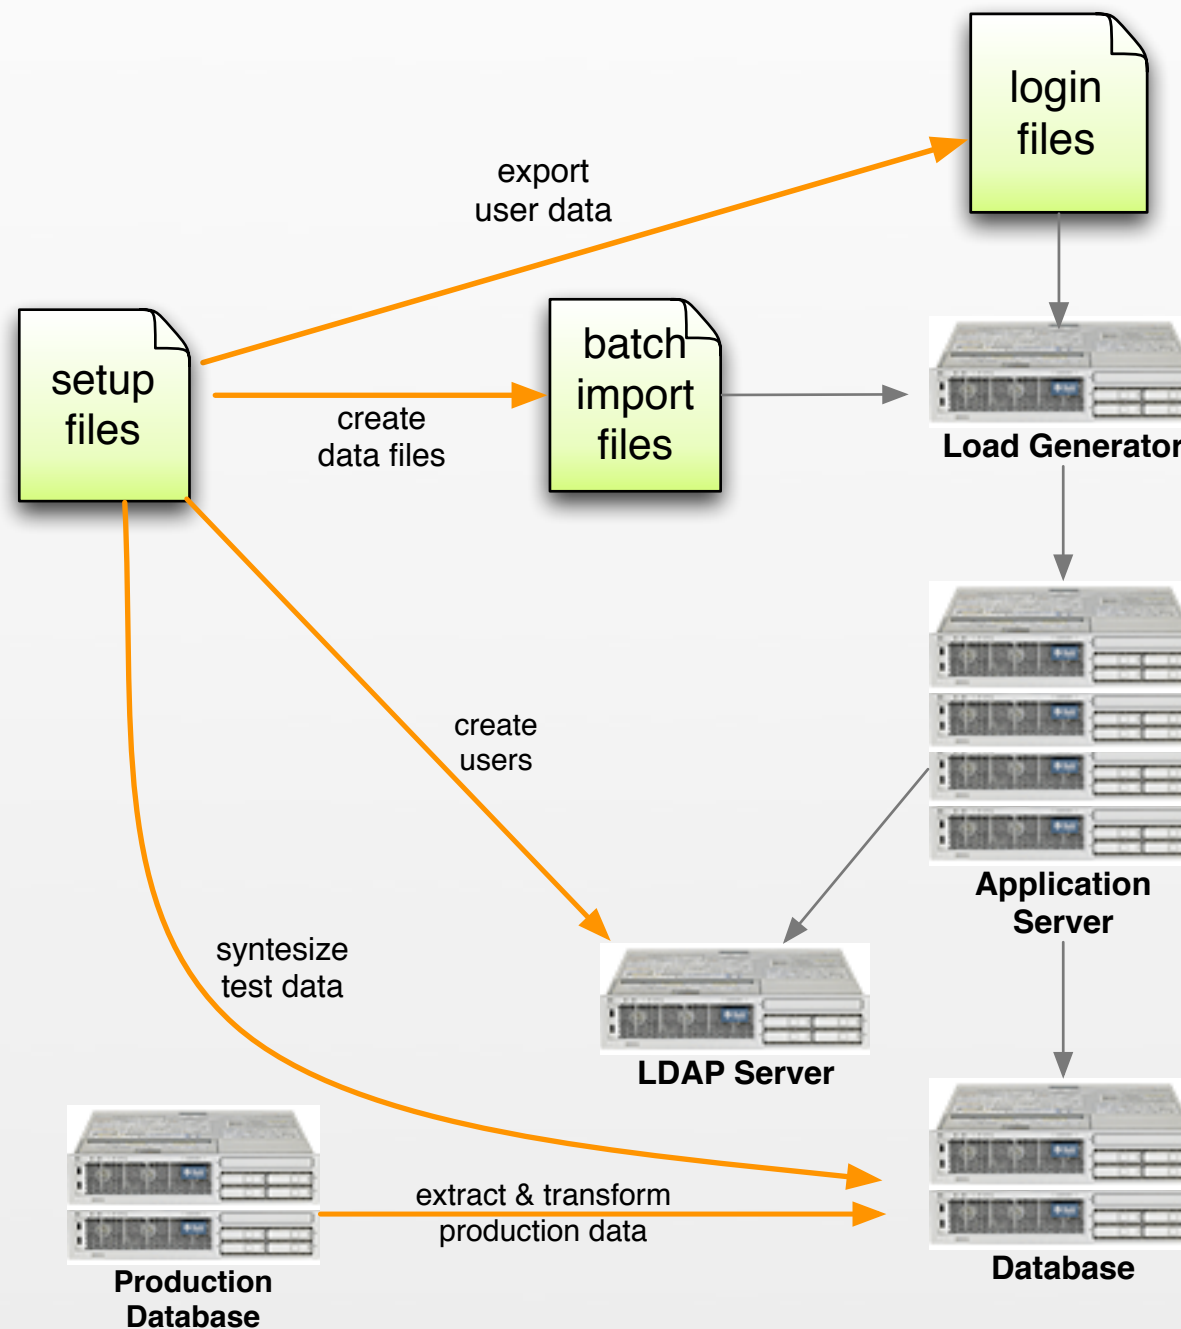 login
files
export
user data
setup
files
batch
import
files
create
data files
Load Generator
create
users
Application
Server
syntesize
test data
LDAP Server
extract & transform
production data
Production
Database
Database